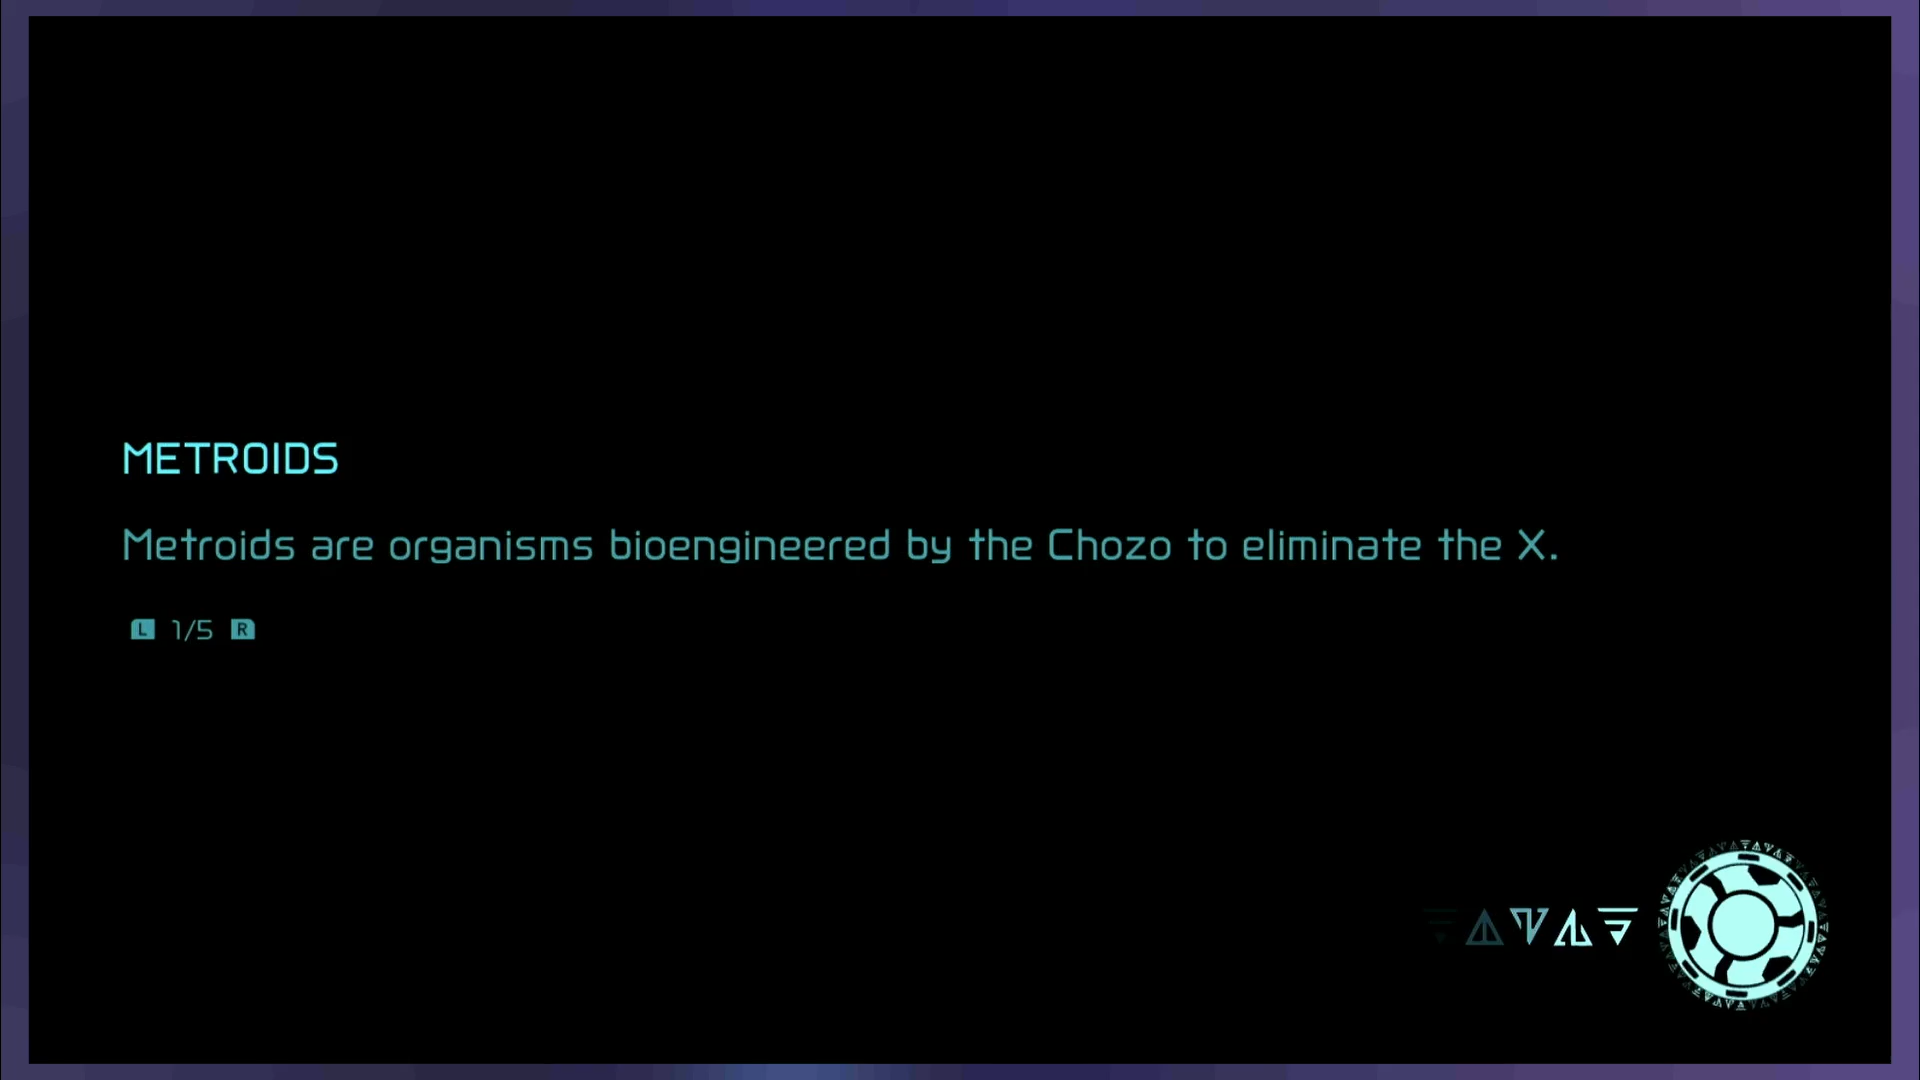 METROIDS
Metroids are organisms bioengineered by the Chozo to eliminate the X.
L 1/5 R